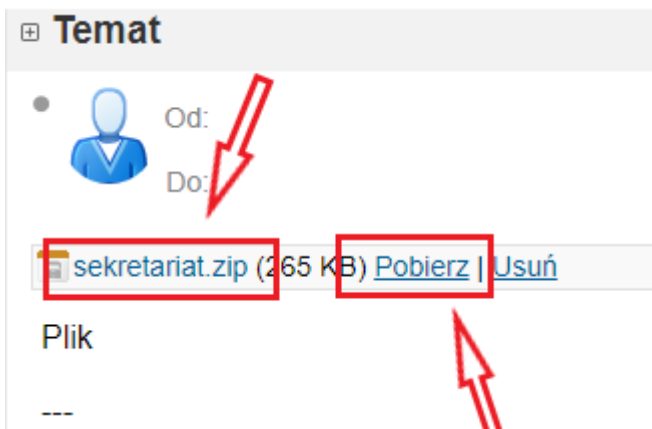 Temat
Od:
Do:
sekretariat.zip (265 KB) Pobierz | Usuń
Plik
---